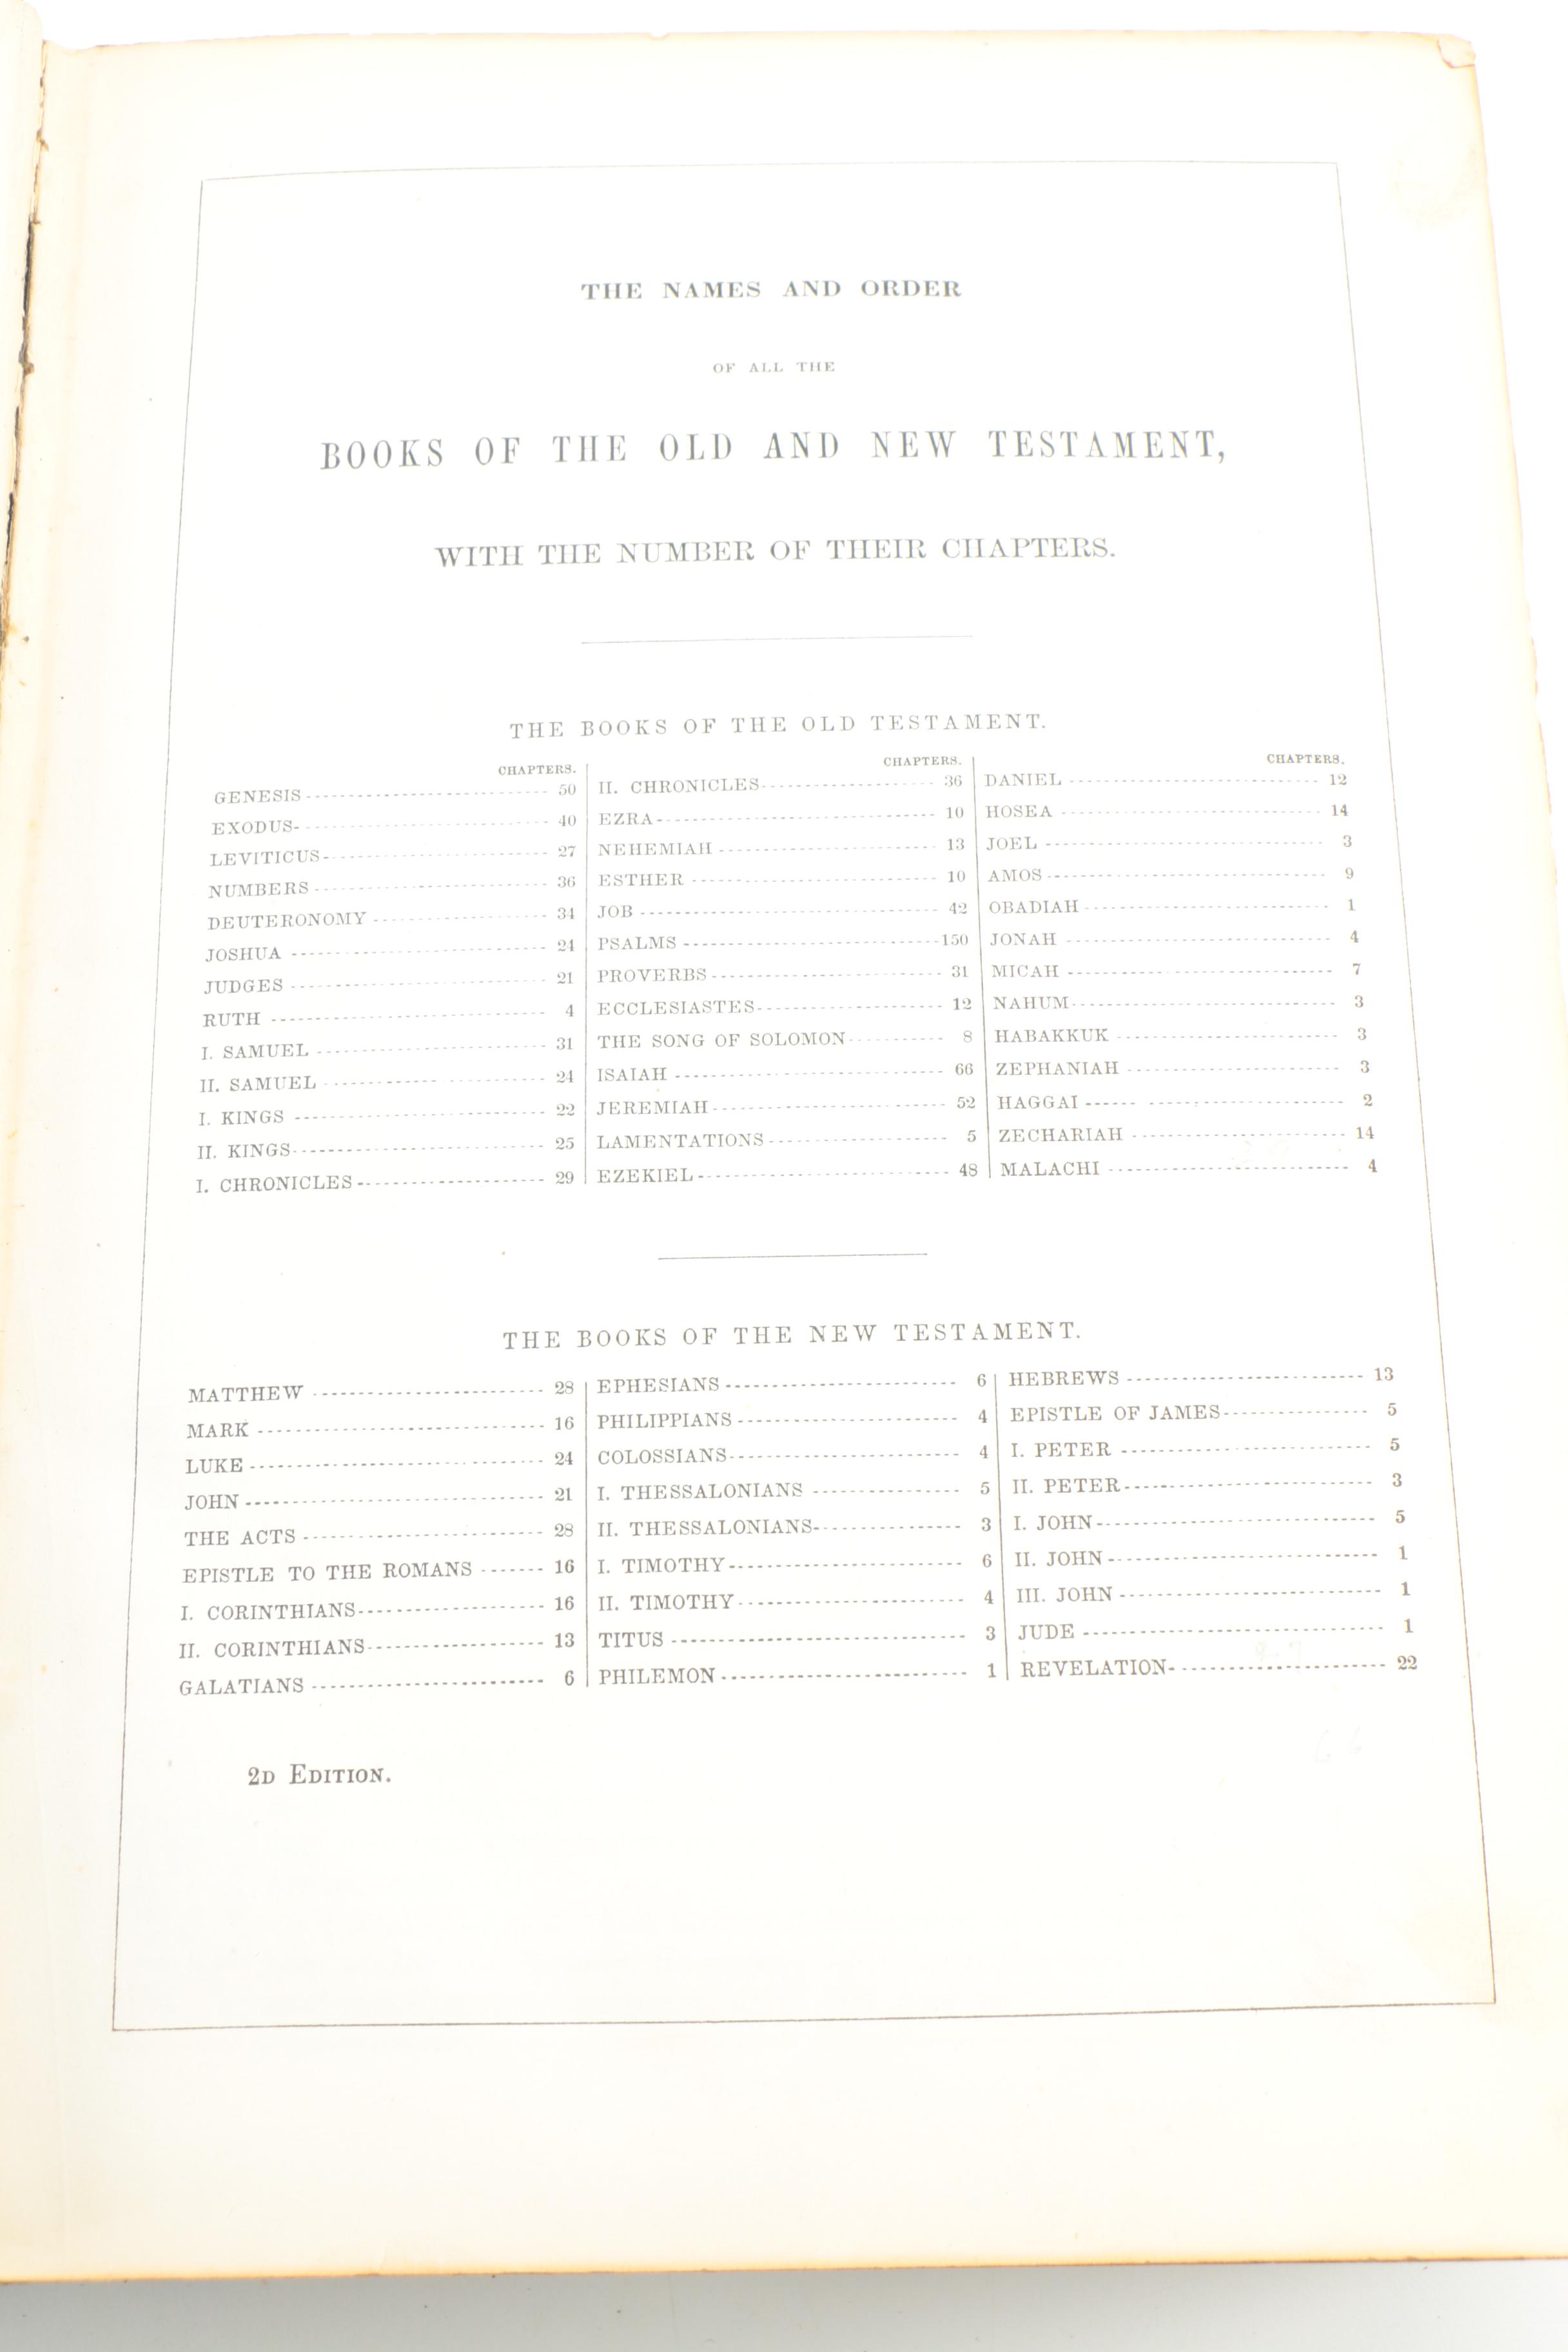 THE NAMES AND ORDER
OF ALL THE
BOOKS OF THE OLD AND NEW TESTAMENT,
WITH THE NUMBER OF THEIR CHAPTERS.
THE BOOKS OF THE OLD TESTAMENT.
CHAPTERS.
GENESIS 50
EXODUS 40
LEVITICUS 27
NUMBERS 36
DEUTERONOMY 34
JOSHUA 24
JUDGES 21
RUTH 4
I. SAMUEL 31
II. SAMUEL 24
I. KINGS 22
II. KINGS 25
I. CHRONICLES 29
CHAPTERS.
II. CHRONICLES 36
EZRA 10
NEHEMIAH 13
ESTHER 10
JOB 42
PSALMS 150
PROVERBS 31
ECCLESIASTES 12
THE SONG OF SOLOMON 8
ISAIAH 66
JEREMIAH 52
LAMENTATIONS 5
EZEKIEL 48
CHAPTERS.
DANIEL 12
HOSEA 14
JOEL 3
AMOS 9
OBADIAH 1
JONAH 4
MICAH 7
NAHUM 3
HABAKKUK 3
ZEPHANIAH 3
HAGGAI 2
ZECHARIAH 14
MALACHI 4
THE BOOKS OF THE NEW TESTAMENT.
MATTHEW 28
MARK 16
LUKE 24
JOHN 21
THE ACTS 28
EPISTLE TO THE ROMANS 16
I. CORINTHIANS 16
II. CORINTHIANS 13
GALATIANS 6
EPHESIANS 6
PHILIPPIANS 4
COLOSSIANS 4
I. THESSALONIANS 5
II. THESSALONIANS 3
I. TIMOTHY 6
II. TIMOTHY 4
TITUS 3
PHILEMON 1
HEBREWS 13
EPISTLE OF JAMES 5
I. PETER 5
II. PETER 3
I. JOHN 5
II. JOHN 1
III. JOHN 1
JUDE 1
REVELATION 22
2D EDITION.